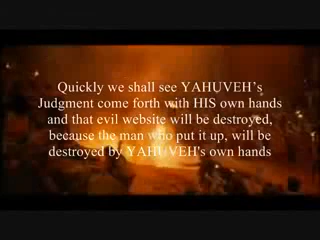 Quickly we shall see YAHUVEH's
Judgment come forth with HIS own hands
and that evil website will be destroyed,
because the man who put it up, will be
destroyed by YAHUVEH's own hands